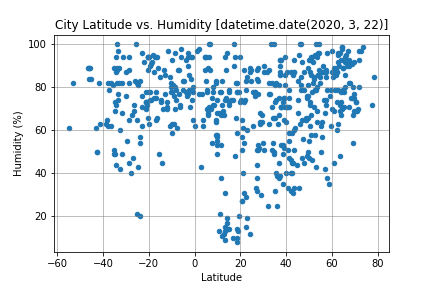 City Latitude vs. Humidity [datetime.date(2020, 3, 22)]
Humidity (%)
100
80
60
40
20
−60 −40 −20 0 20 40 60 80
Latitude